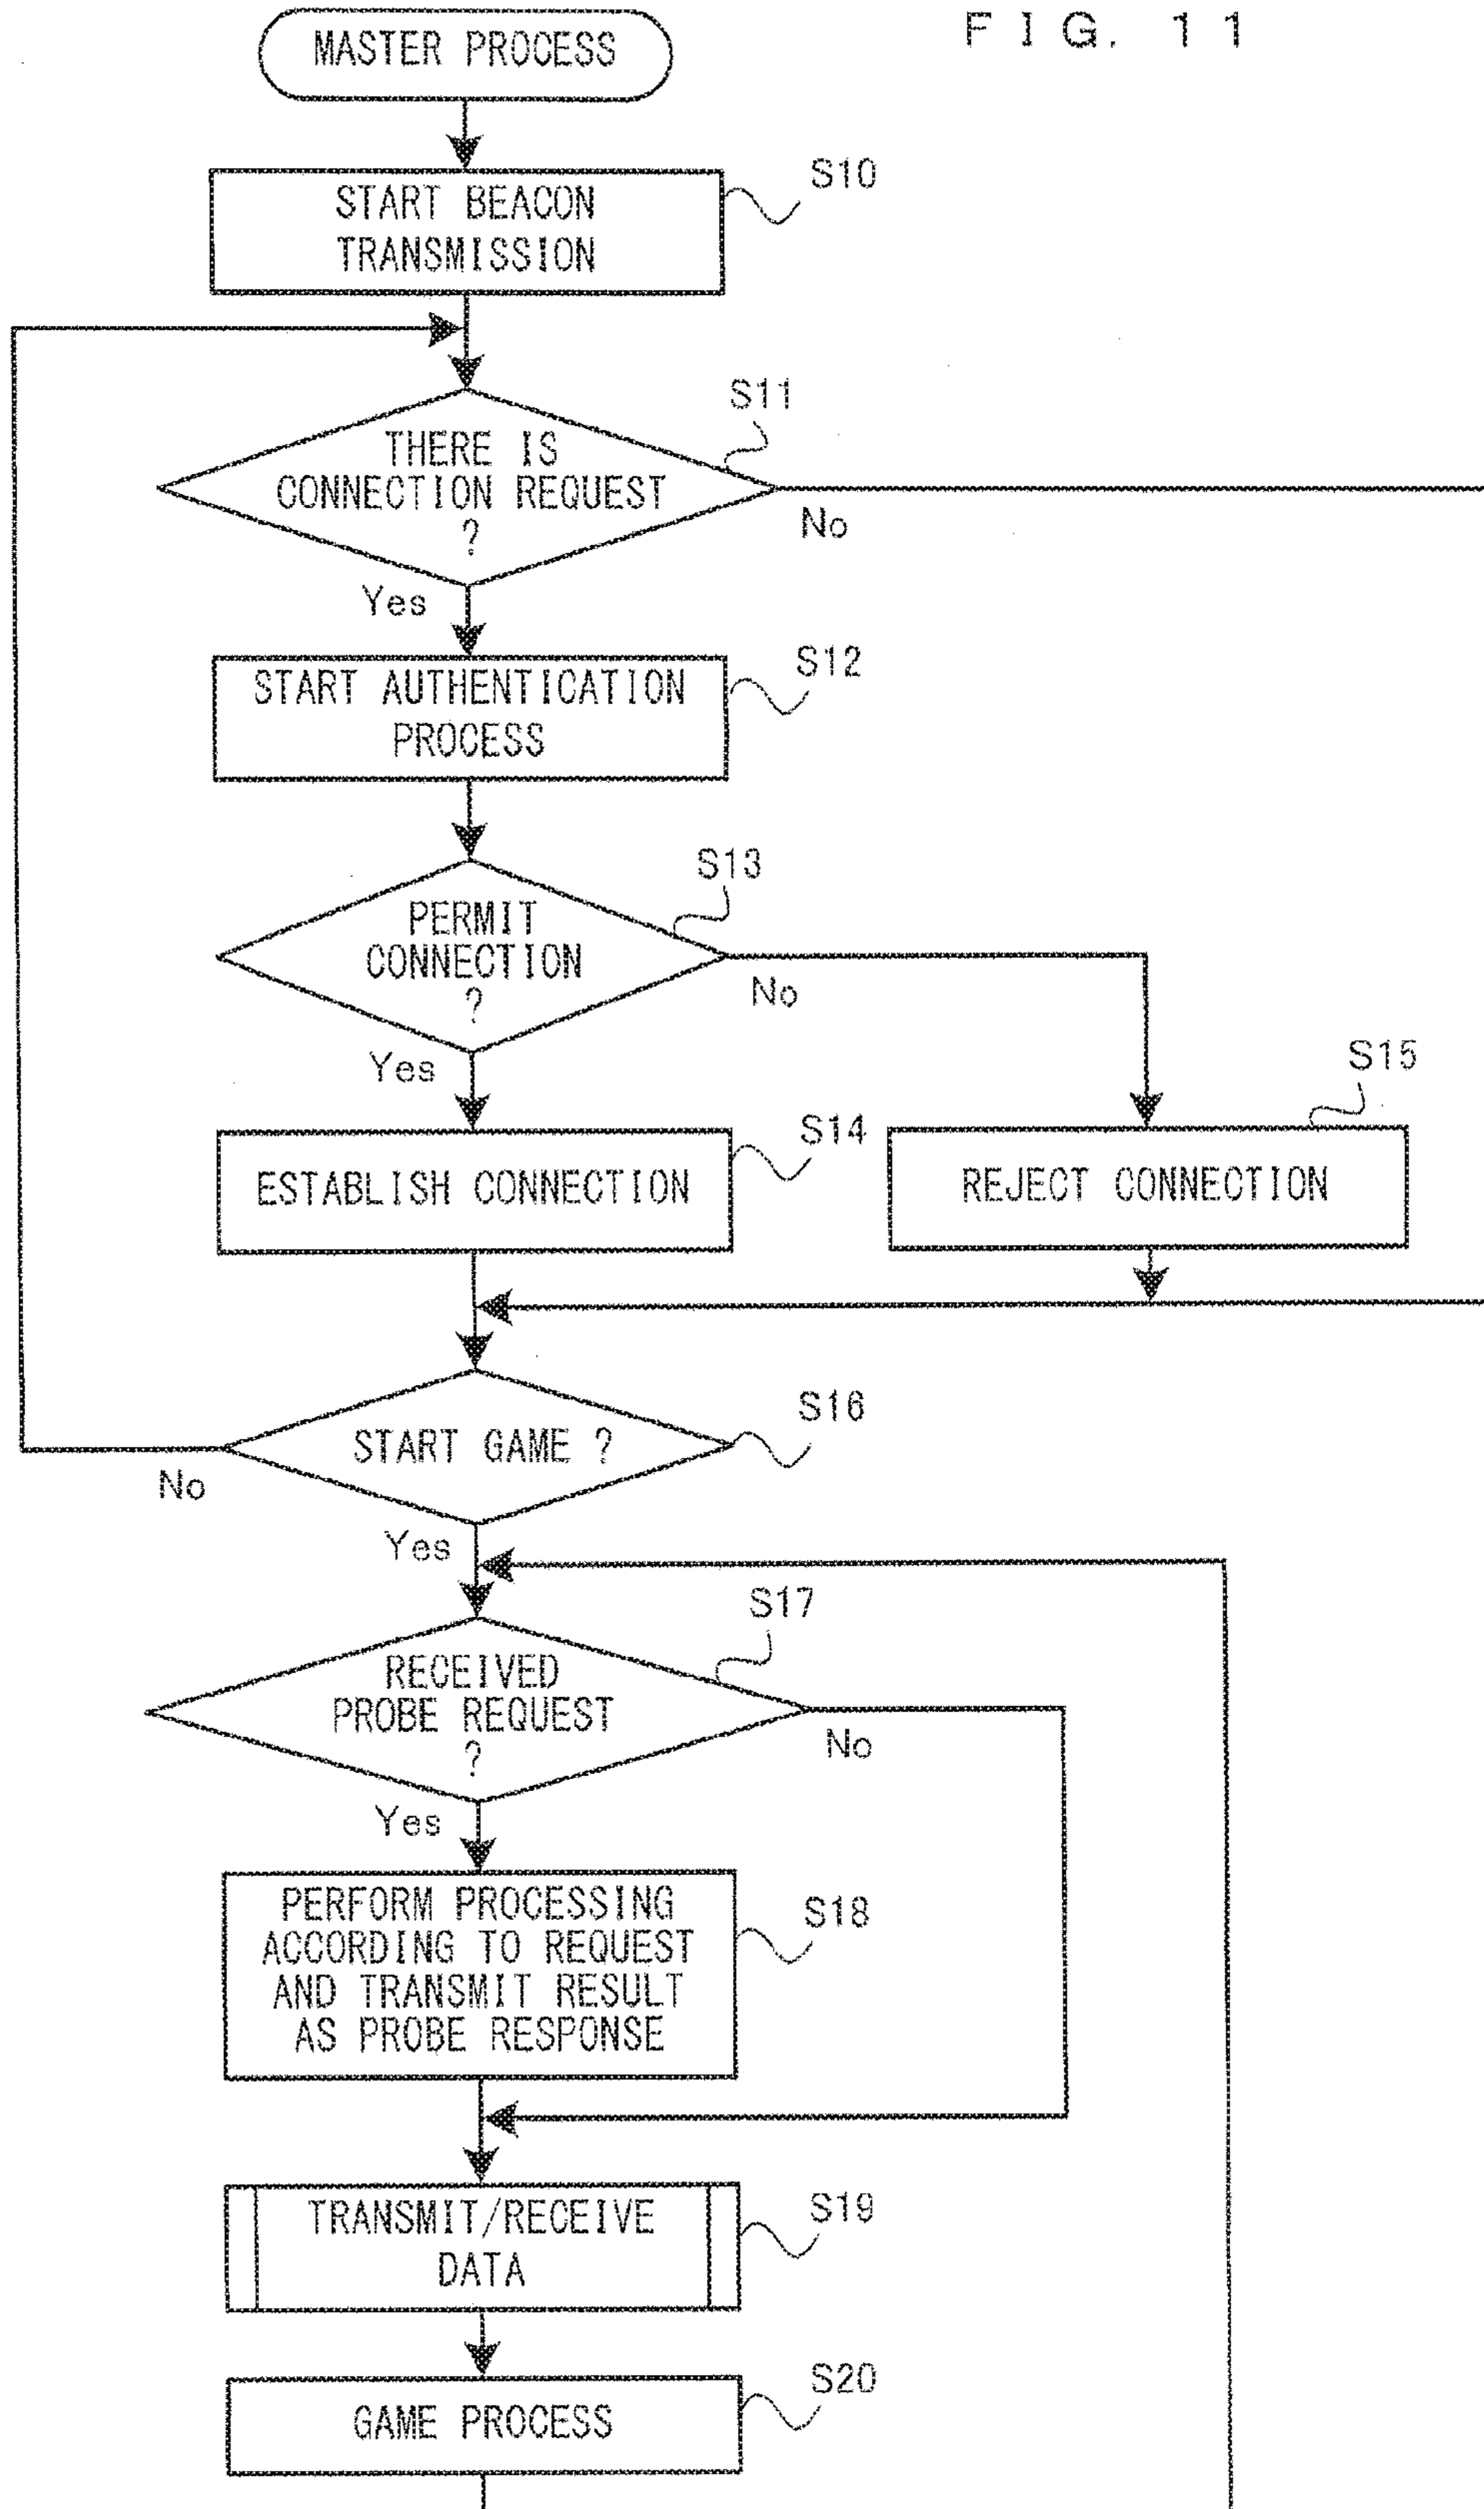 FIG. 11
MASTER PROCESS
S10
START BEACON
TRANSMISSION
S11
THERE IS
CONNECTION REQUEST
?
No
Yes
S12
START AUTHENTICATION
PROCESS
S13
PERMIT
CONNECTION
?
No
Yes
S14
ESTABLISH CONNECTION
S15
REJECT CONNECTION
S16
START GAME ?
No
Yes
S17
RECEIVED
PROBE REQUEST
?
No
Yes
S18
PERFORM PROCESSING
ACCORDING TO REQUEST
AND TRANSMIT RESULT
AS PROBE RESPONSE
S19
TRANSMIT/RECEIVE
DATA
S20
GAME PROCESS